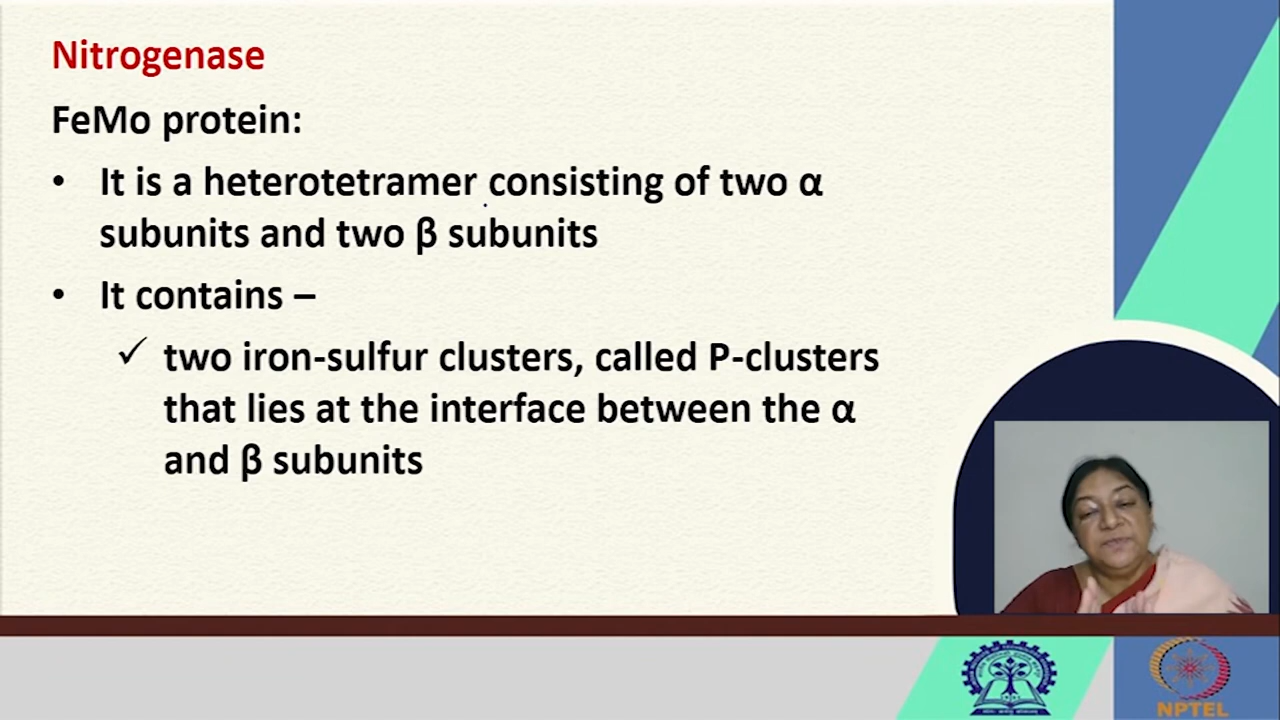 Nitrogenase
FeMo protein:
• It is a heterotetramer consisting of two α
subunits and two β subunits
• It contains –
✓ two iron-sulfur clusters, called P-clusters
that lies at the interface between the α
and β subunits
NPTEL